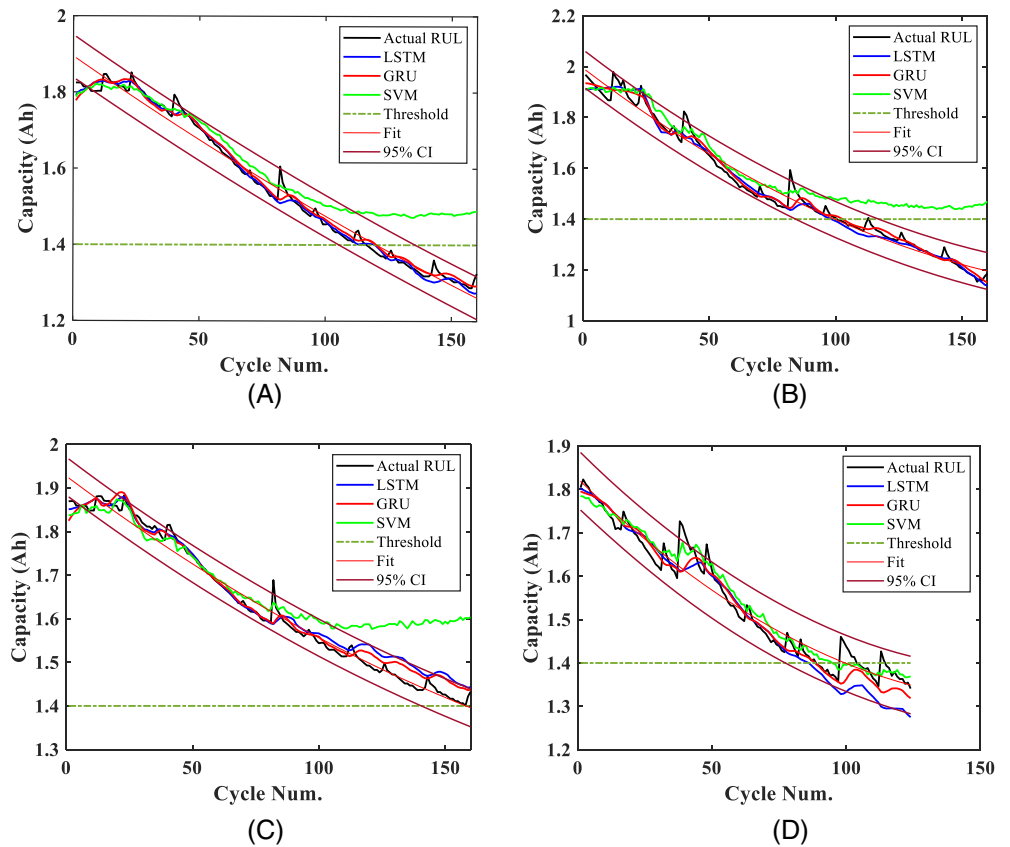 2
1.8
1.6
1.4
1.2
0
50
100
150
Capacity (Ah)
Cycle Num.
Actual RUL
LSTM
GRU
SVM
Threshold
Fit
95% CI
(A)
2.2
2
1.8
1.6
1.4
1.2
1
0
50
100
150
Capacity (Ah)
Cycle Num.
Actual RUL
LSTM
GRU
SVM
Threshold
Fit
95% CI
(B)
2
1.9
1.8
1.7
1.6
1.5
1.4
1.3
0
50
100
150
Capacity (Ah)
Cycle Num.
Actual RUL
LSTM
GRU
SVM
Threshold
Fit
95% CI
(C)
1.9
1.8
1.7
1.6
1.5
1.4
1.3
1.2
0
50
100
150
Capacity (Ah)
Cycle Num.
Actual RUL
LSTM
GRU
SVM
Threshold
Fit
95% CI
(D)